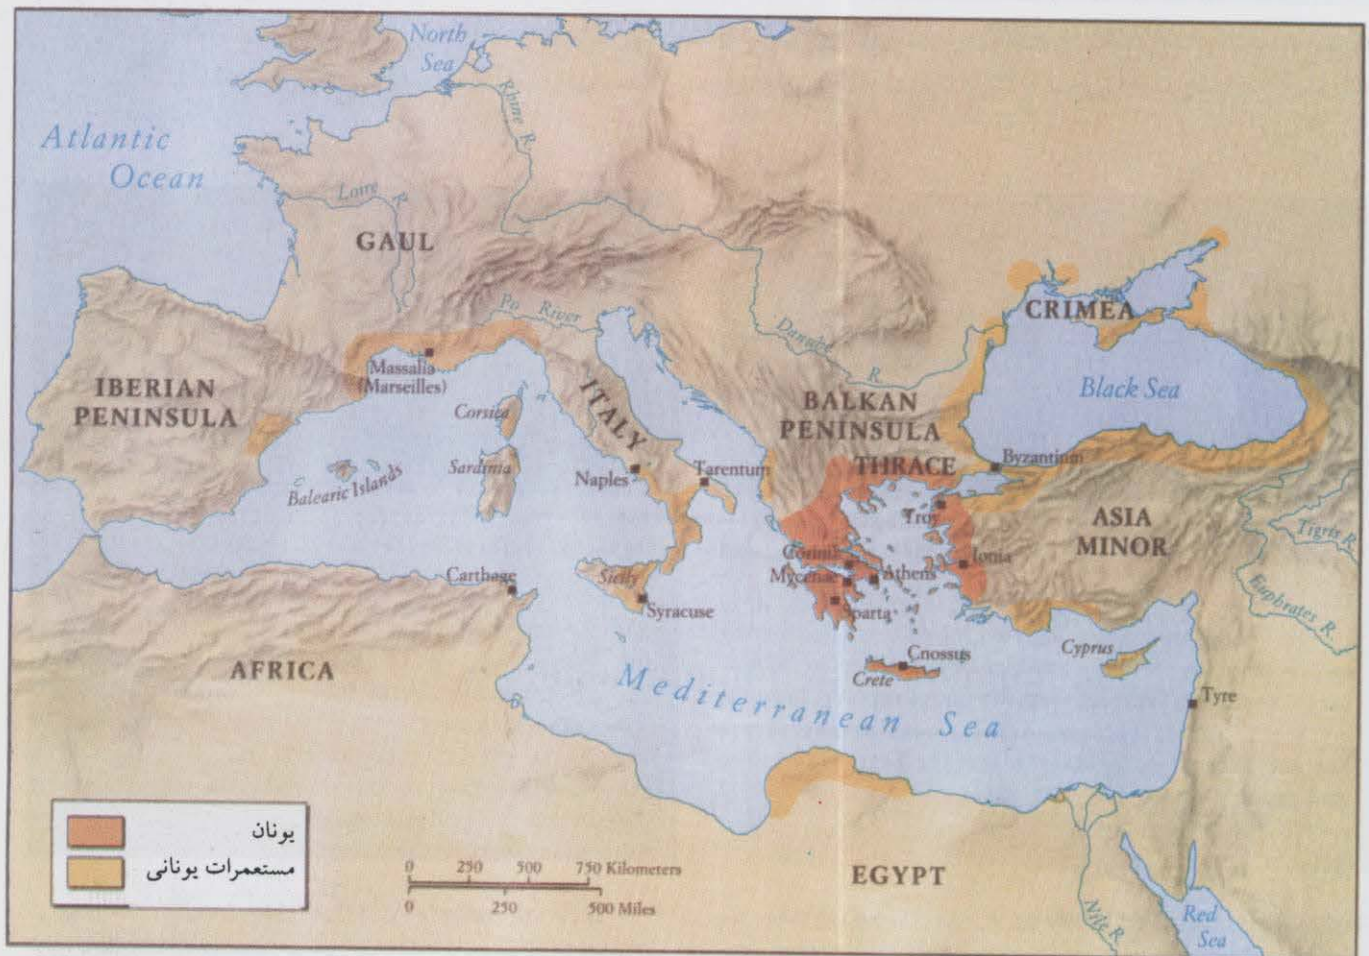 North
Sea
Atlantic
Ocean
Rhine R.
Loire R.
GAUL
Po River
CRIMEA
Danube
R.
Massalia
(Marseilles)
IBERIAN
PENINSULA
Corsica
ITALY
BALKAN
PENINSULA
Black Sea
THRACE
Byzantium
Sardinia
Balearic Islands
Naples
Tarentum
Troy
ASIA
MINOR
Tigris R.
Corinth
Ionia
Mycenae
Athens
Carthage
Sicily
Syracuse
Sparta
Euphrates R.
Cnossus
Crete
Cyprus
AFRICA
Mediterranean Sea
Tyre
یونان
مستعمرات یونانی
0 250 500 750 Kilometers
0 250 500 Miles
EGYPT
Nile R.
Red
Sea